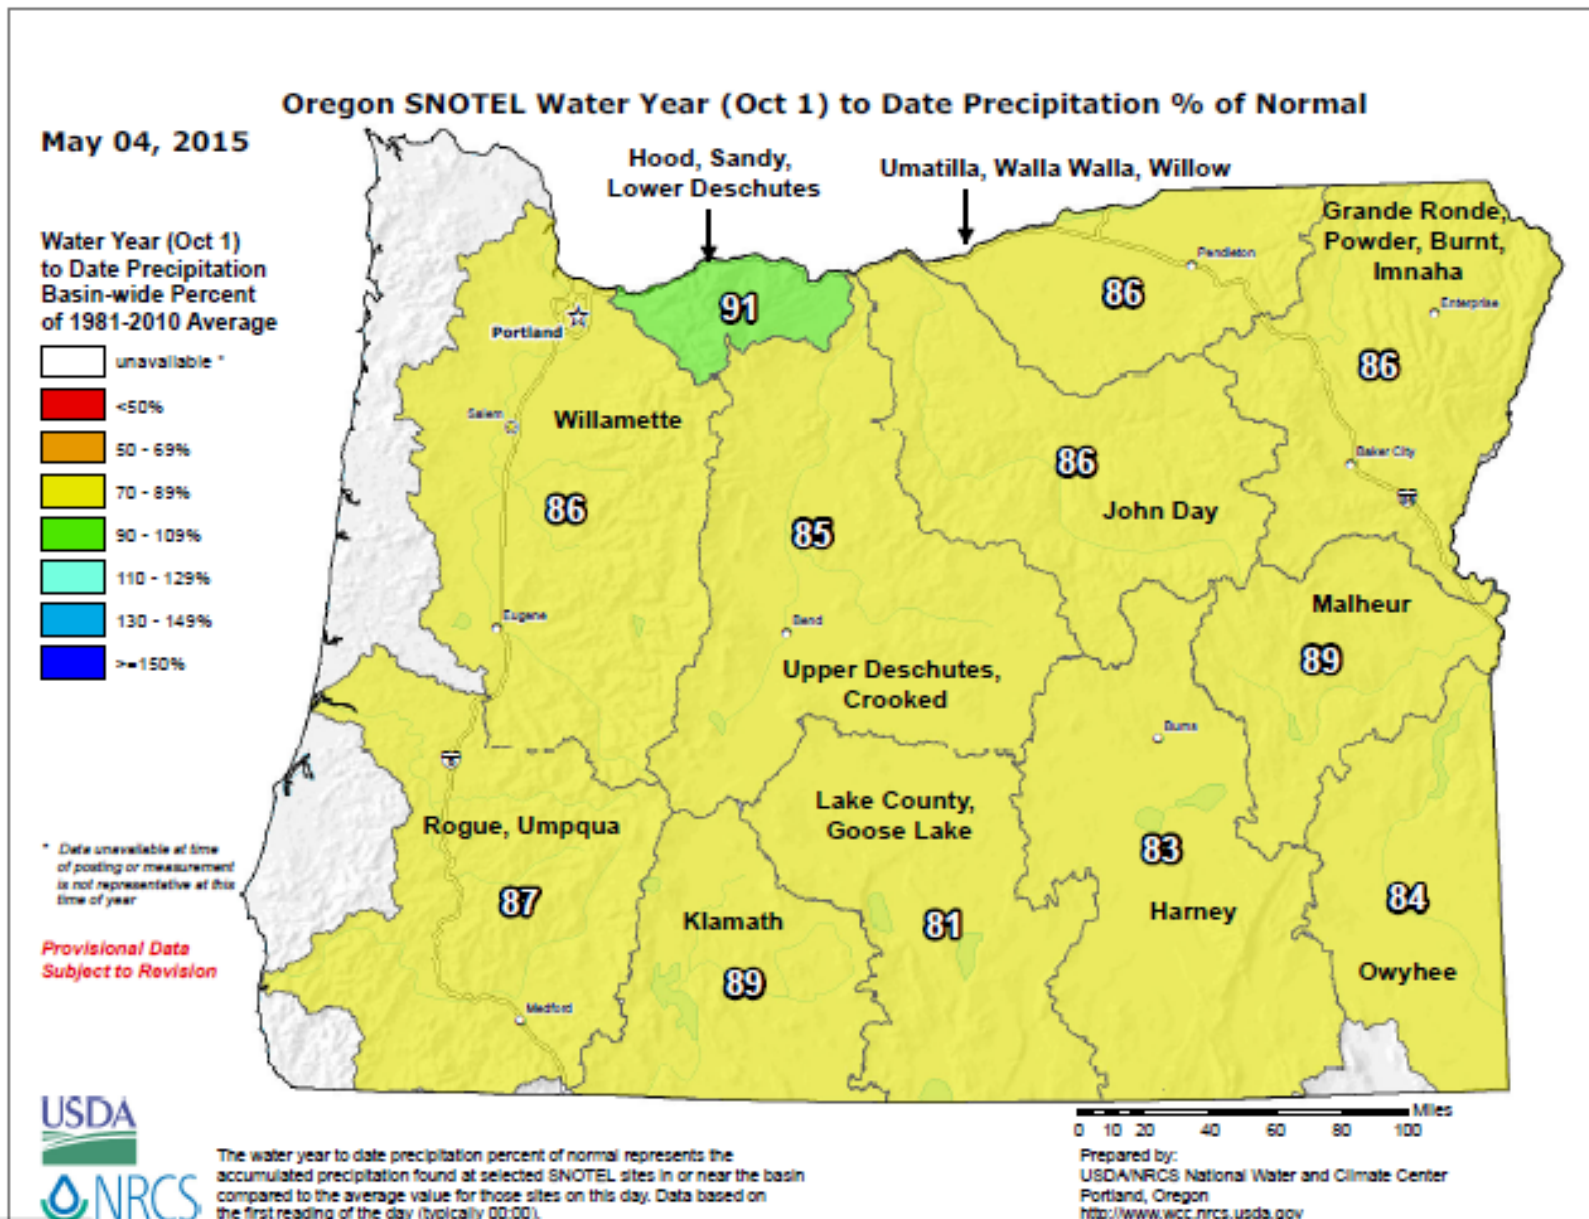 Oregon SNOTEL Water Year (Oct 1) to Date Precipitation % of Normal
May 04, 2015
Hood, Sandy,
Lower Deschutes
Umatilla, Walla Walla, Willow
Grande Ronde,
Powder, Burnt,
Imnaha
Water Year (Oct 1)
to Date Precipitation
Basin-wide Percent
of 1981-2010 Average
unavailable *
<50%
50 - 69%
70 - 89%
90 - 109%
110 - 129%
130 - 149%
>=150%
Pendleton
Enterprise
91
86
86
Portland
Salem
Willamette
86
85
86
John Day
Baker City
Eugene
Bend
Upper Deschutes,
Crooked
Malheur
89
Burns
5
Rogue, Umpqua
87
Lake County,
Goose Lake
81
Klamath
89
83
Harney
84
Owyhee
Medford
* Data unavailable at time
of posting or measurement
is not representative at this
time of year
Provisional Data
Subject to Revision
USDA
NRCS
The water year to date precipitation percent of normal represents the
accumulated precipitation found at selected SNOTEL sites in or near the basin
compared to the average value for those sites on this day. Data based on
the first reading of the day (typically 00:00).
Miles
0 10 20 40 60 80 100
Prepared by:
USDA/NRCS National Water and Climate Center
Portland, Oregon
http://www.wcc.nrcs.usda.gov